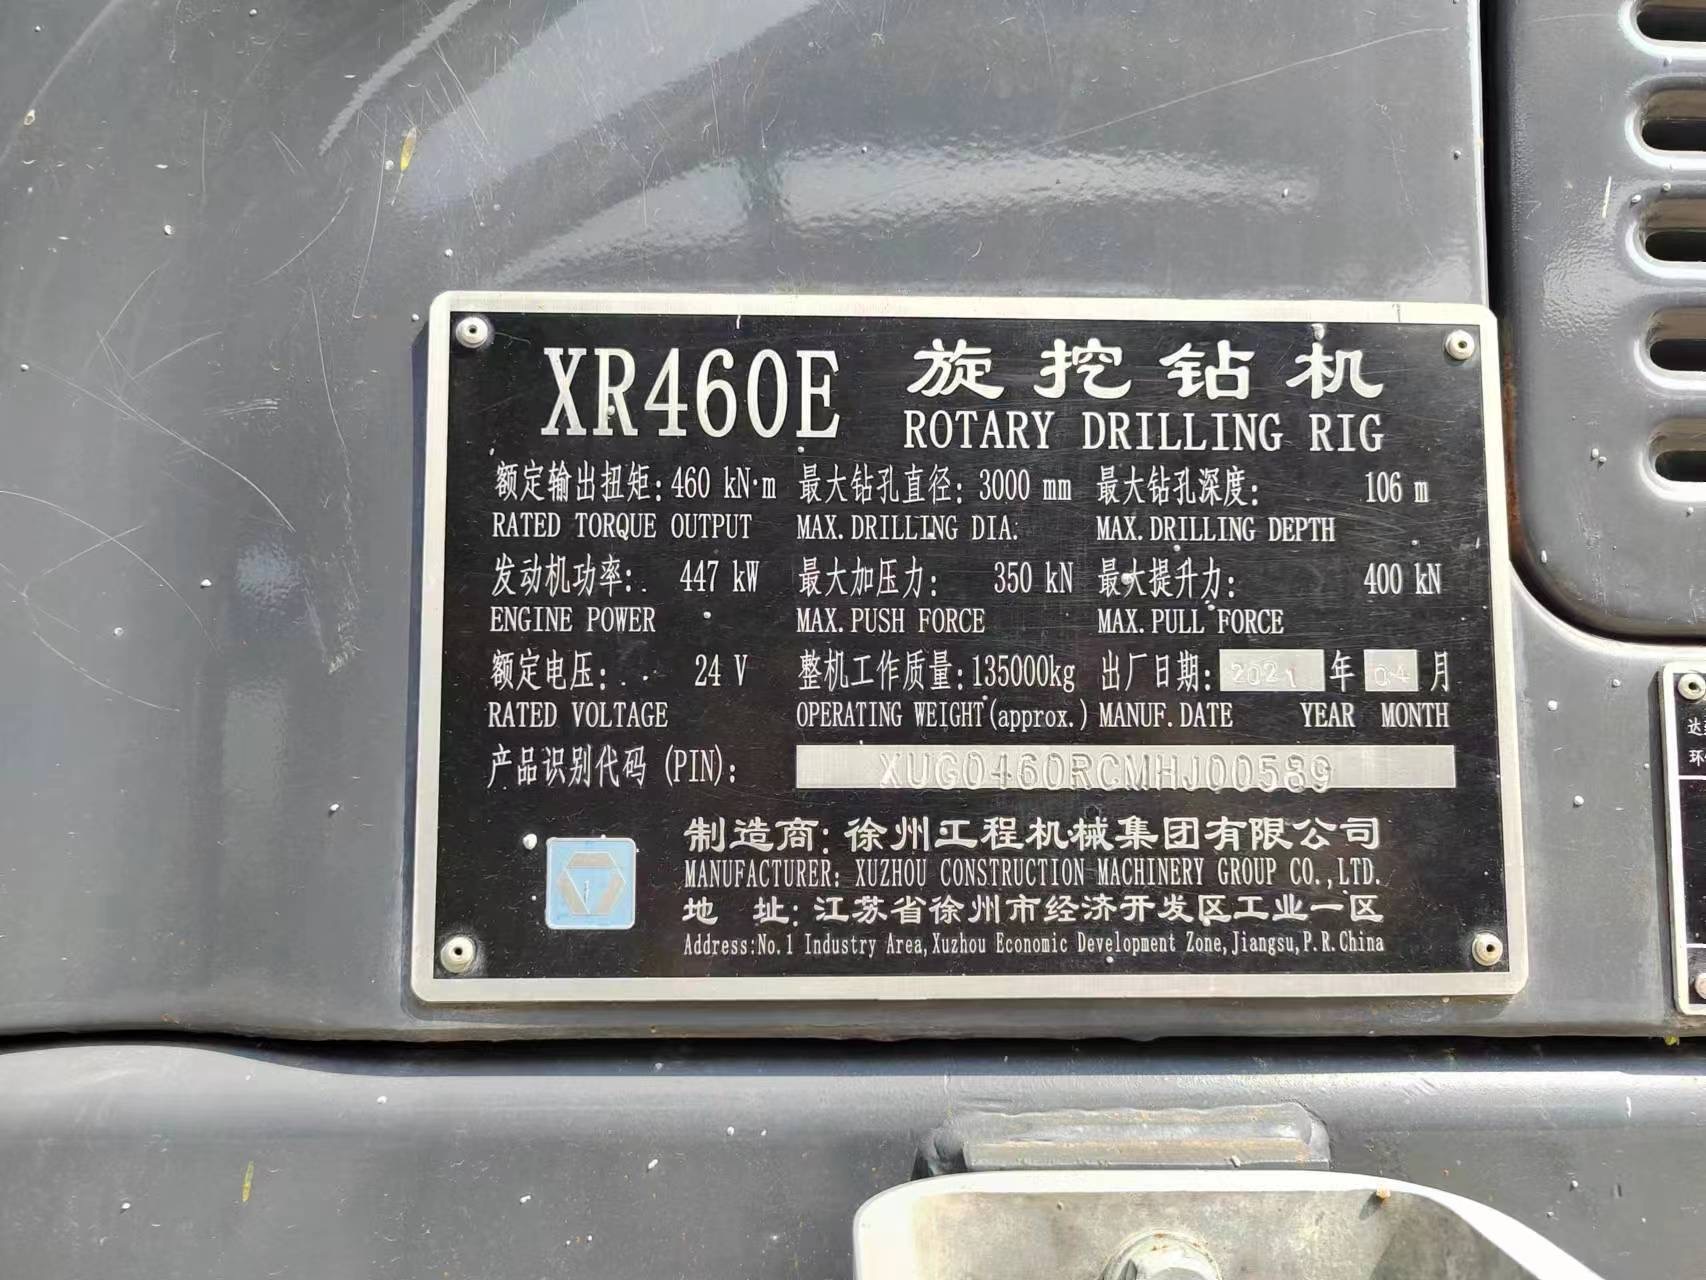 XR460E 旋挖钻机
ROTARY DRILLING RIG
额定输出扭矩: 460 kN·m 最大钻孔直径: 3000 mm 最大钻孔深度: 106 m
RATED TORQUE OUTPUT MAX. DRILLING DIA. MAX. DRILLING DEPTH
发动机功率: 447 kW 最大加压力: 350 kN 最大提升力: 400 kN
ENGINE POWER MAX. PUSH FORCE MAX. PULL FORCE
额定电压: 24 V 整机工作质量: 135000kg 出厂日期: 2021 年 04 月
RATED VOLTAGE OPERATING WEIGHT(approx.) MANUF. DATE YEAR MONTH
产品识别代码 (PIN): XUG0460RCMHJ00589
制造商: 徐州工程机械集团有限公司
MANUFACTURER: XUZHOU CONSTRUCTION MACHINERY GROUP CO., LTD.
地 址: 江苏省徐州市经济开发区工业一区
Address: No. 1 Industry Area, Xuzhou Economic Development Zone, Jiangsu, P. R. China